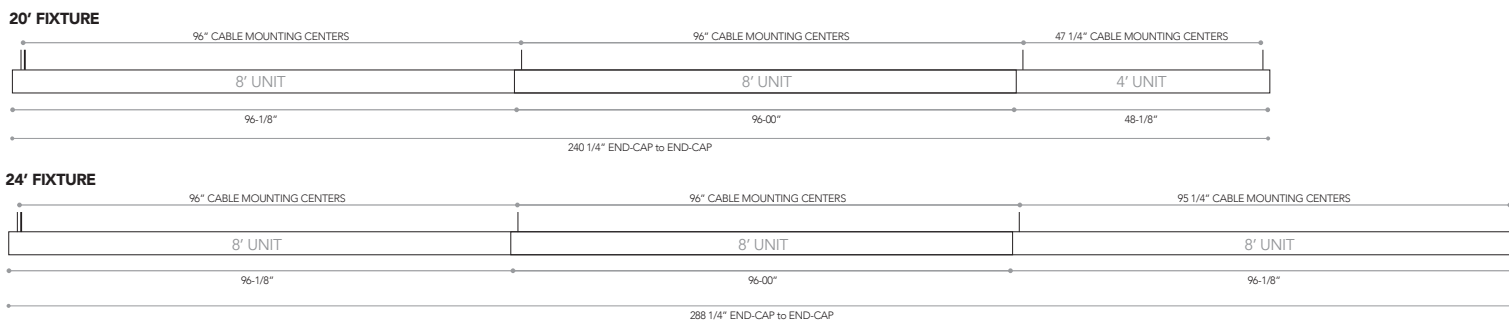 20' FIXTURE
96" CABLE MOUNTING CENTERS 96" CABLE MOUNTING CENTERS 47 1/4" CABLE MOUNTING CENTERS
8' UNIT 8' UNIT 4' UNIT
96-1/8" 96-00" 48-1/8"
240 1/4" END-CAP to END-CAP
24' FIXTURE
96" CABLE MOUNTING CENTERS 96" CABLE MOUNTING CENTERS 95 1/4" CABLE MOUNTING CENTERS
8' UNIT 8' UNIT 8' UNIT
96-1/8" 96-00" 96-1/8"
288 1/4" END-CAP to END-CAP